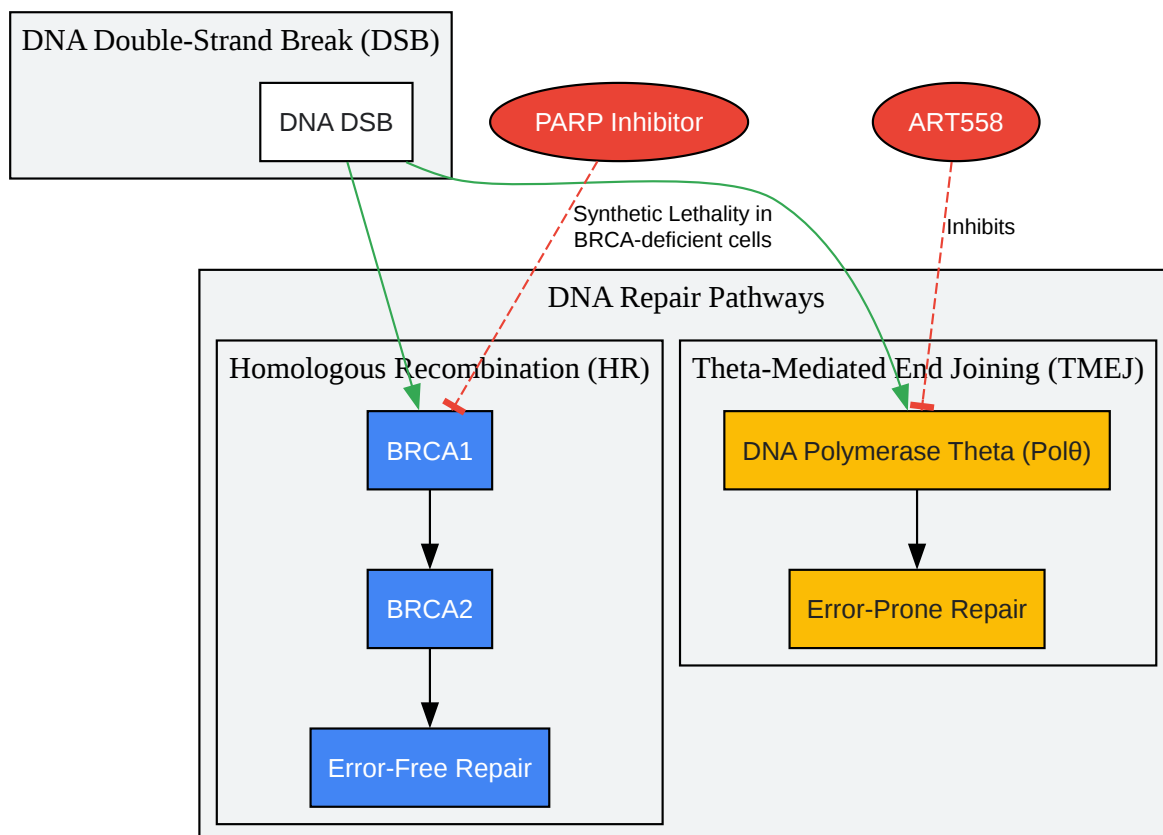 DNA Double-Strand Break (DSB)
DNA DSB
PARP Inhibitor
ART558
Synthetic Lethality in
BRCA-deficient cells
Inhibits
DNA Repair Pathways
Homologous Recombination (HR)
Theta-Mediated End Joining (TMEJ)
BRCA1
DNA Polymerase Theta (Polθ)
BRCA2
Error-Prone Repair
Error-Free Repair